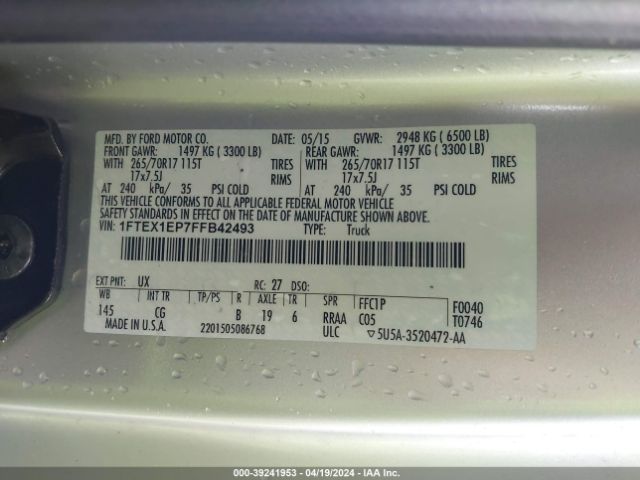 MFD. BY FORD MOTOR CO. DATE: 05/15 GVWR: 2948 KG ( 6500 LB)
FRONT GAWR: 1497 KG ( 3300 LB) REAR GAWR: 1497 KG ( 3300 LB)
WITH 265/70R17 115T TIRES WITH 265/70R17 115T TIRES
17x7.5J RIMS 17x7.5J RIMS
AT 240 kPa/ 35 PSI COLD AT 240 kPa/ 35 PSI COLD
THIS VEHICLE CONFORMS TO ALL APPLICABLE FEDERAL MOTOR VEHICLE
SAFETY STANDARDS IN EFFECT ON THE DATE OF MANUFACTURE SHOWN ABOVE.
VIN: 1FTEX1EP7FFB42493 TYPE: Truck
EXT PNT: UX RC: 27 DSO:
WB INT TR TP/PS R AXLE TR SPR FFC1P F0040
145 CG B 19 6 RRAA C05 T0746
MADE IN U.S.A. 2201505086768 ULC ▽5U5A-3520472-AA
000-39241953 - 04/19/2024 - IAA Inc.